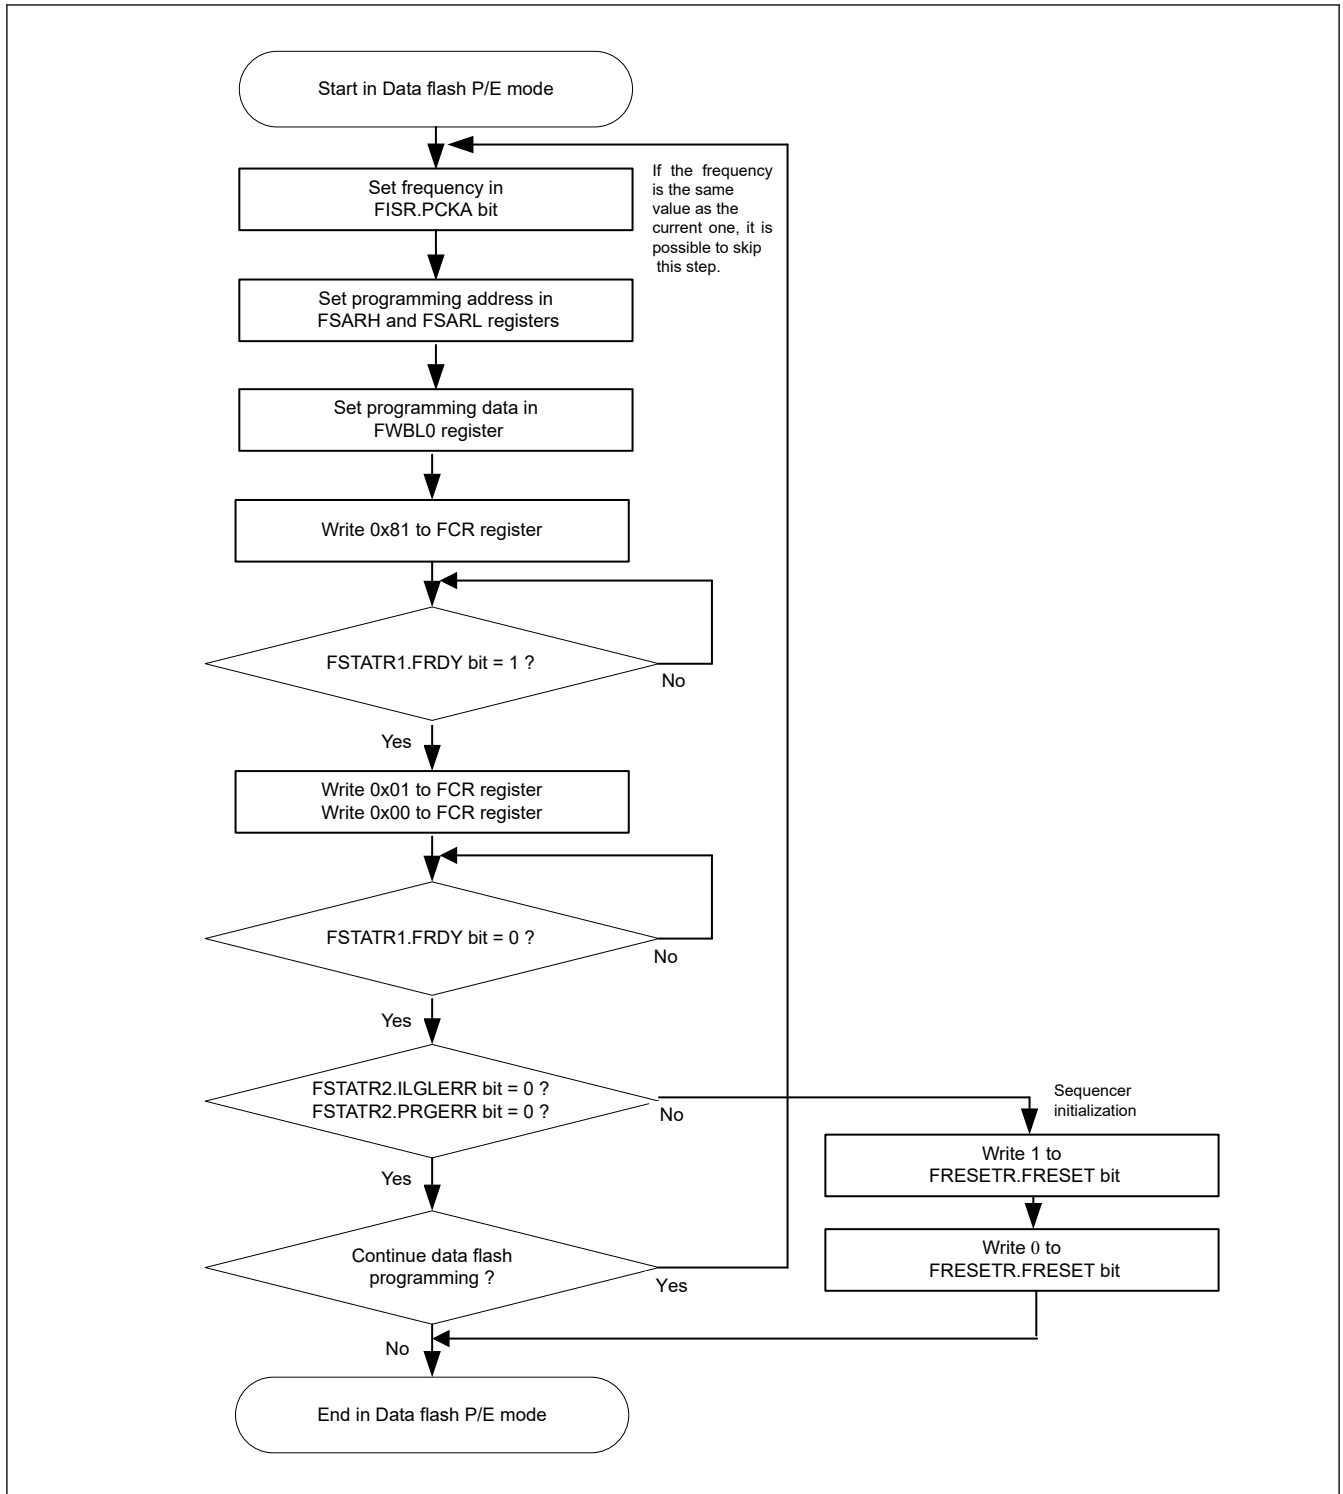 Start in Data flash P/E mode
Set frequency in
FISR.PCKA bit
If the frequency
is the same
value as the
current one, it is
possible to skip
this step.
Set programming address in
FSARH and FSARL registers
Set programming data in
FWBL0 register
Write 0x81 to FCR register
FSTATR1.FRDY bit = 1 ?
No
Yes
Write 0x01 to FCR register
Write 0x00 to FCR register
FSTATR1.FRDY bit = 0 ?
No
Yes
FSTATR2.ILGLERR bit = 0 ?
FSTATR2.PRGERR bit = 0 ?
No
Sequencer
initialization
Write 1 to
FRESETR.FRESET bit
Yes
Write 0 to
FRESETR.FRESET bit
Continue data flash
programming ?
Yes
No
End in Data flash P/E mode